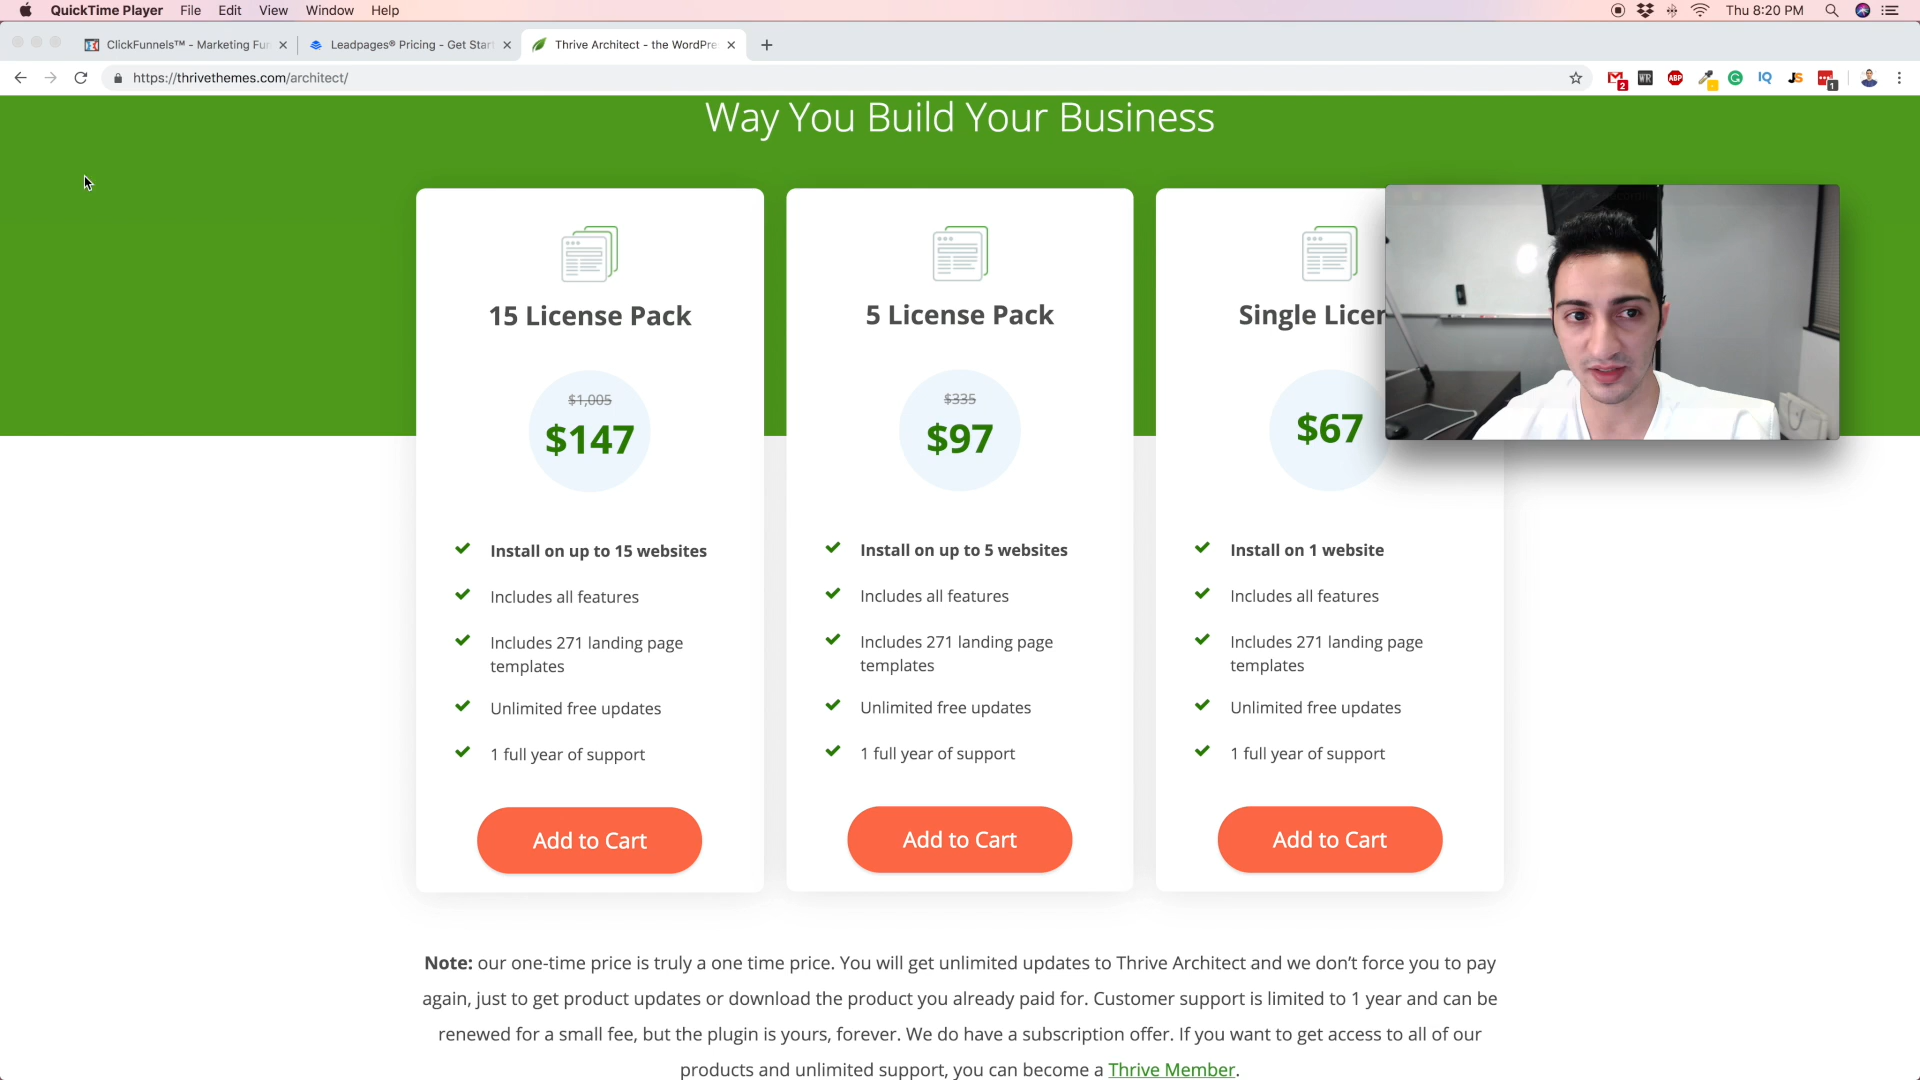 QuickTime Player File Edit View Window Help Thu 8:20 PM
ClickFunnels™ - Marketing Fur Leadpages® Pricing - Get Start Thrive Architect - the WordPre
https://thrivethemes.com/architect/ 2 WR ABP IQ JS 1
Way You Build Your Business
15 License Pack
$1,005
$147
Install on up to 15 websites
Includes all features
Includes 271 landing page
templates
Unlimited free updates
1 full year of support
Add to Cart
5 License Pack
$335
$97
Install on up to 5 websites
Includes all features
Includes 271 landing page
templates
Unlimited free updates
1 full year of support
Add to Cart
Single Licen
$67
Install on 1 website
Includes all features
Includes 271 landing page
templates
Unlimited free updates
1 full year of support
Add to Cart
Note: our one-time price is truly a one time price. You will get unlimited updates to Thrive Architect and we don't force you to pay
again, just to get product updates or download the product you already paid for. Customer support is limited to 1 year and can be
renewed for a small fee, but the plugin is yours, forever. We do have a subscription offer. If you want to get access to all of our
products and unlimited support, you can become a Thrive Member.